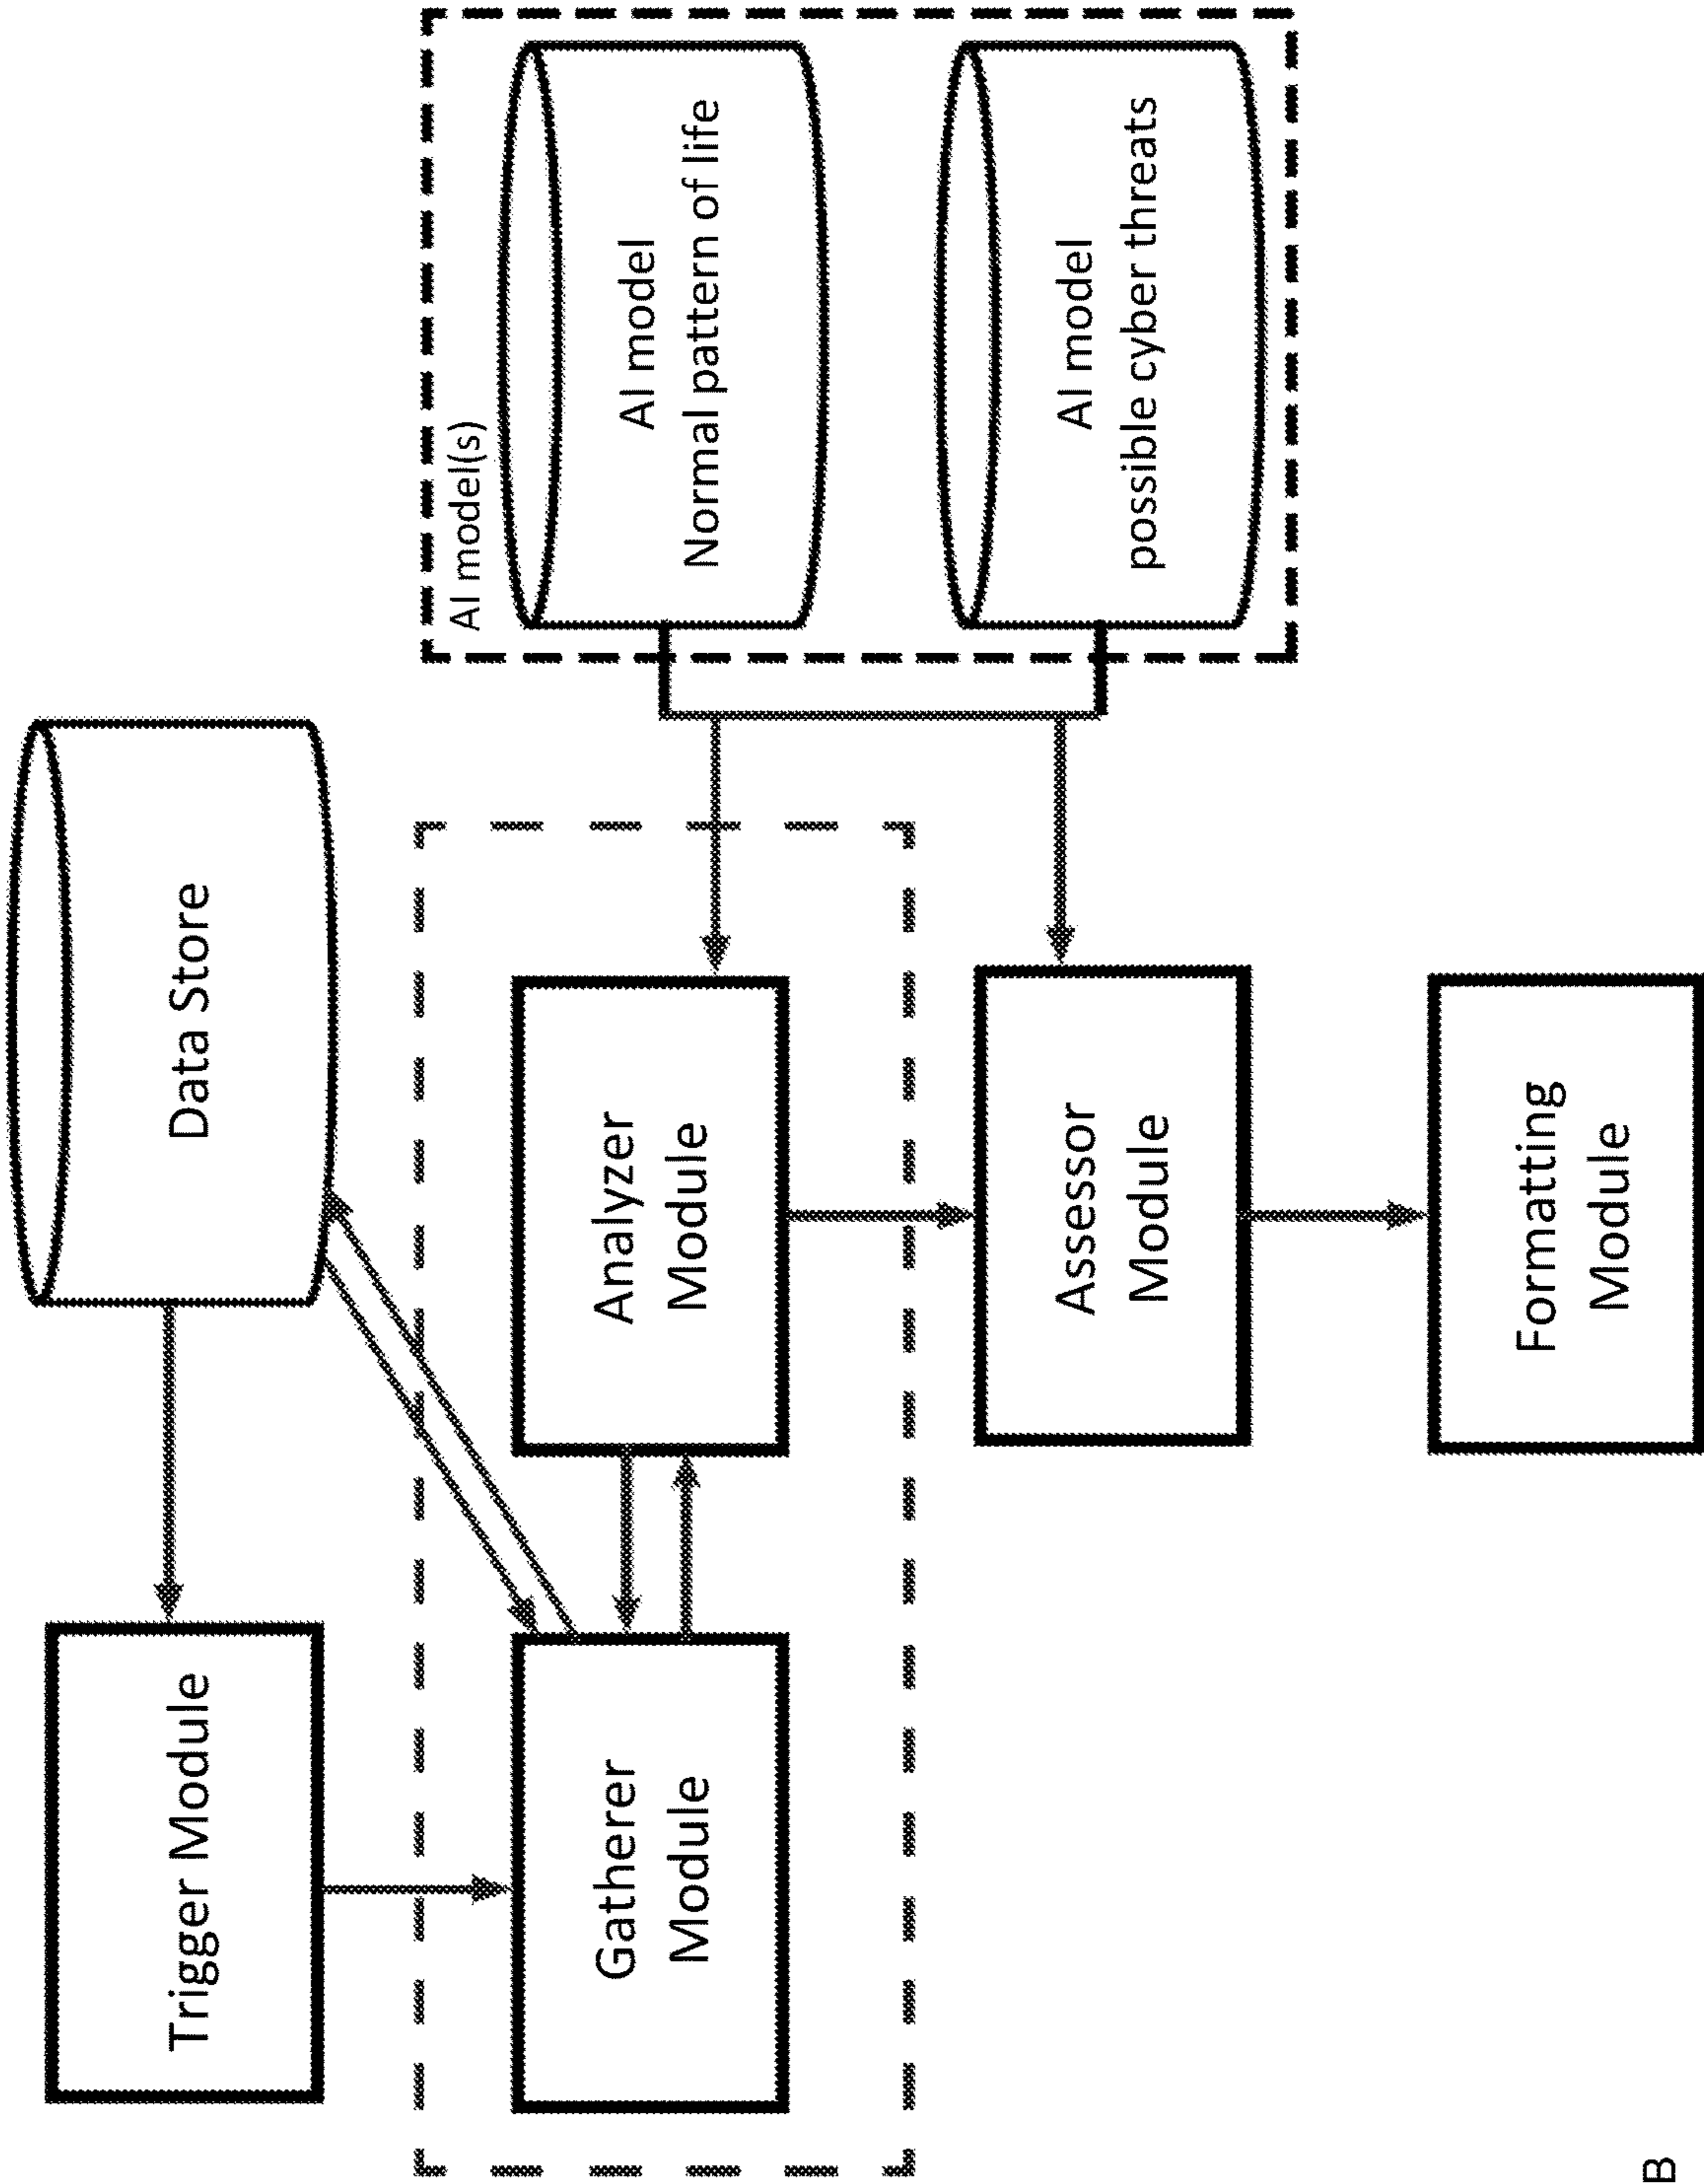 Trigger Module
Data Store
AI model(s)
Gatherer
Module
Analyzer
Module
AI model
Normal pattern of life
Assessor
Module
AI model
possible cyber threats
Formatting
Module
B